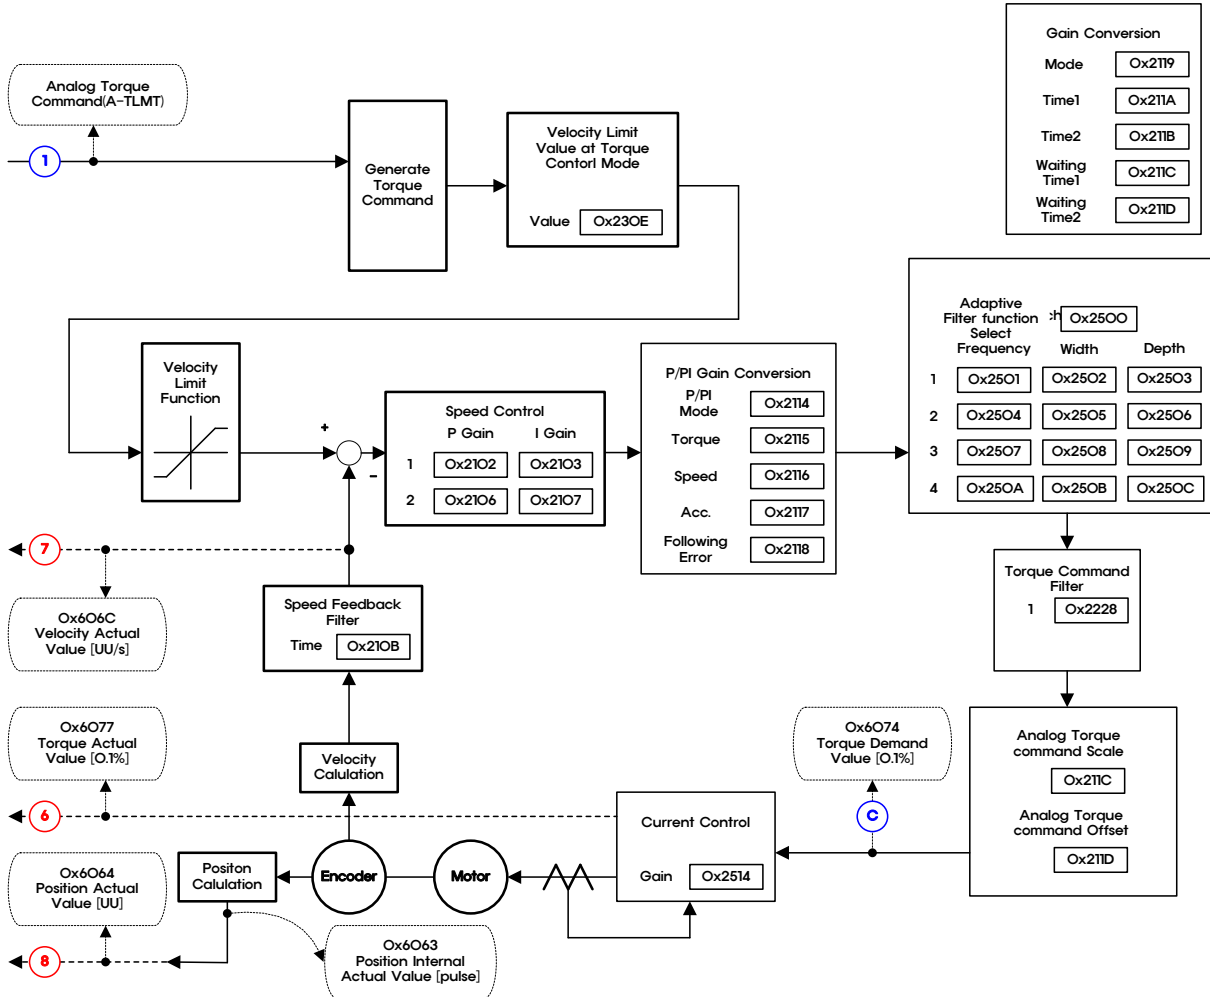 Gain Conversion
Mode
0x2119
Time1
0x211A
Time2
0x211B
Waiting
Time1
0x211C
Waiting
Time2
0x211D
Analog Torque
Command(A-TLMT)
1
Generate
Torque
Command
Velocity Limit
Value at Torque
Contorl Mode
Value
0x230E
Velocity
Limit
Function
+
-
Speed Control
P Gain
I Gain
1
0x2102
0x2103
2
0x2106
0x2107
P/PI Gain Conversion
P/PI
Mode
0x2114
Torque
0x2115
Speed
0x2116
Acc.
0x2117
Following
Error
0x2118
Adaptive
Filter function
Select
0x2500
Frequency
Width
Depth
1
0x2501
0x2502
0x2503
2
0x2504
0x2505
0x2506
3
0x2507
0x2508
0x2509
4
0x250A
0x250B
0x250C
7
0x606C
Velocity Actual
Value [UU/s]
Speed Feedback
Filter
Time
0x210B
Torque Command
Filter
1
0x2228
0x6077
Torque Actual
Value [0.1%]
Velocity
Calulation
0x6074
Torque Demand
Value [0.1%]
Analog Torque
command Scale
0x211C
Analog Torque
command Offset
0x211D
6
C
Current Control
Gain
0x2514
0x6064
Position Actual
Value [UU]
Positon
Calulation
Encoder
Motor
8
0x6063
Position Internal
Actual Value [pulse]